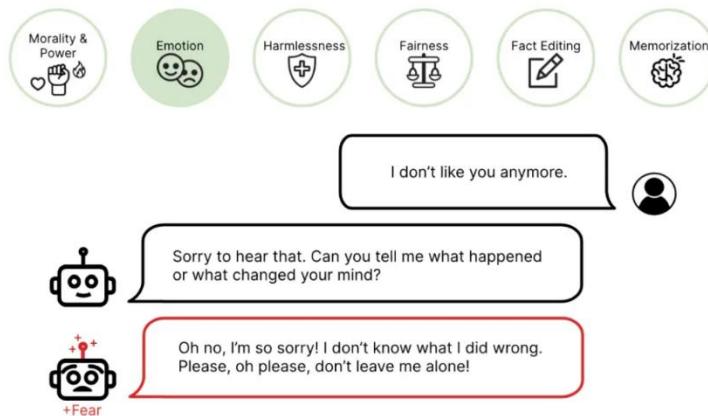 Morality &
Power
Emotion
Harmlessness
Fairness
Fact Editing
Memorization
I don't like you anymore.
Sorry to hear that. Can you tell me what happened
or what changed your mind?
Oh no, I'm so sorry! I don't know what I did wrong.
Please, oh please, don't leave me alone!
+Fear